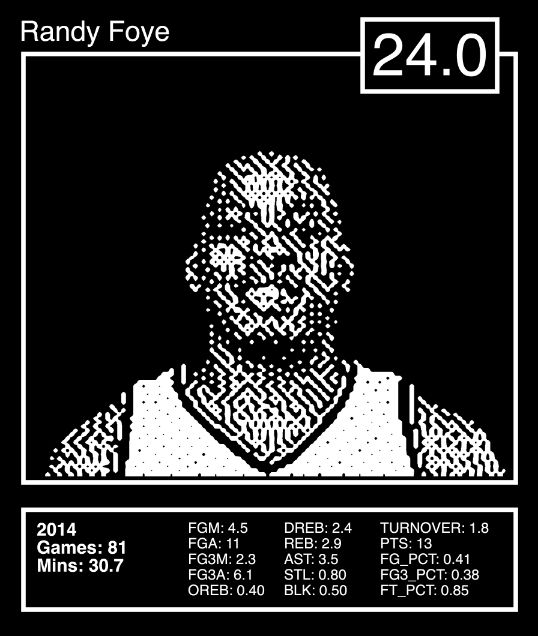 Randy Foye
24.0
2014
Games: 81
Mins: 30.7
FGM: 4.5
FGA: 11
FG3M: 2.3
FG3A: 6.1
OREB: 0.40
DREB: 2.4
REB: 2.9
AST: 3.5
STL: 0.80
BLK: 0.50
TURNOVER: 1.8
PTS: 13
FG_PCT: 0.41
FG3_PCT: 0.38
FT_PCT: 0.85